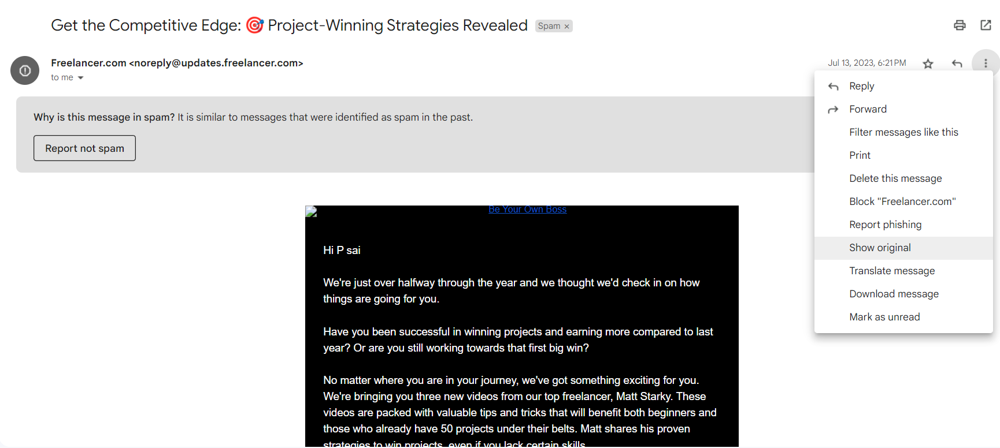 Get the Competitive Edge: 🎯 Project-Winning Strategies Revealed Spam ×
Freelancer.com <noreply@updates.freelancer.com>
Jul 13, 2023, 6:21 PM
to me
Why is this message in spam? It is similar to messages that were identified as spam in the past.
Report not spam
Reply
Forward
Filter messages like this
Print
Delete this message
Block "Freelancer.com"
Report phishing
Show original
Translate message
Download message
Mark as unread
Be Your Own Boss
Hi P sai
We're just over halfway through the year and we thought we'd check in on how
things are going for you.
Have you been successful in winning projects and earning more compared to last
year? Or are you still working towards that first big win?
No matter where you are in your journey, we've got something exciting for you.
We're bringing you three new videos from our top freelancer, Matt Starky. These
videos are packed with valuable tips and tricks that will benefit both beginners and
those who already have 50 projects under their belts. Matt shares his proven
strategies to win projects, even if you lack certain skills.